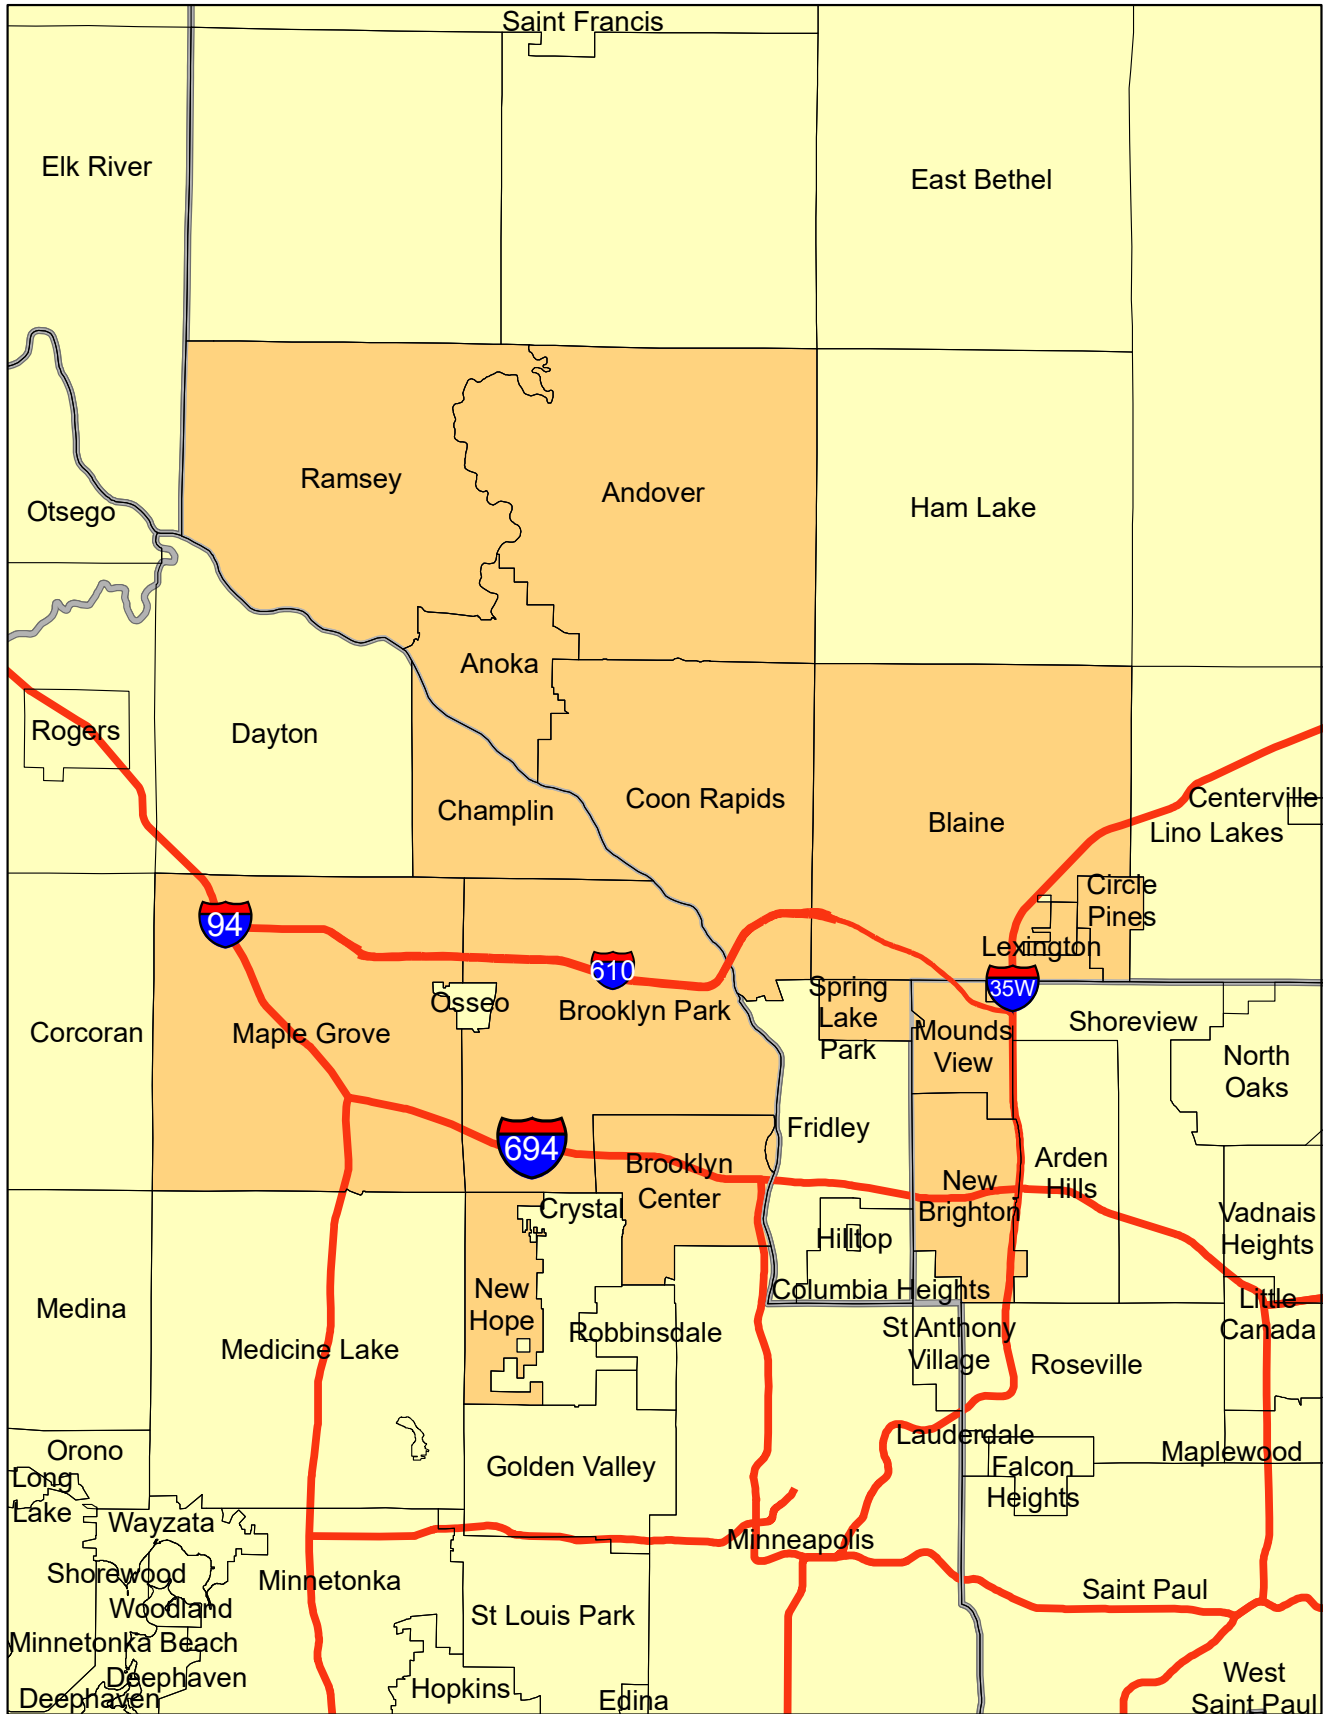 Saint Francis
Elk River
East Bethel
Ramsey
Andover
Ham Lake
Otsego
Anoka
Rogers
Dayton
Champlin
Coon Rapids
Blaine
Centerville
Lino Lakes
Circle
Pines
94
Lexington
610
35W
Osseo
Brooklyn Park
Spring
Lake
Park
Corcoran
Maple Grove
Mounds
View
Shoreview
North
Oaks
Fridley
694
Brooklyn
Center
Arden
Hills
New
Brighton
Crystal
Hilltop
Vadnais
Heights
New
Hope
Columbia Heights
Medina
Little
Canada
Medicine Lake
Robbinsdale
St Anthony
Village
Roseville
Orono
Long
Lake
Golden Valley
Lauderdale
Falcon
Heights
Maplewood
Wayzata
Minneapolis
Shorewood
Minnetonka
Woodland
St Louis Park
Saint Paul
Minnetonka Beach
Deephaven
Deephaven
Hopkins
Edina
West
Saint Paul